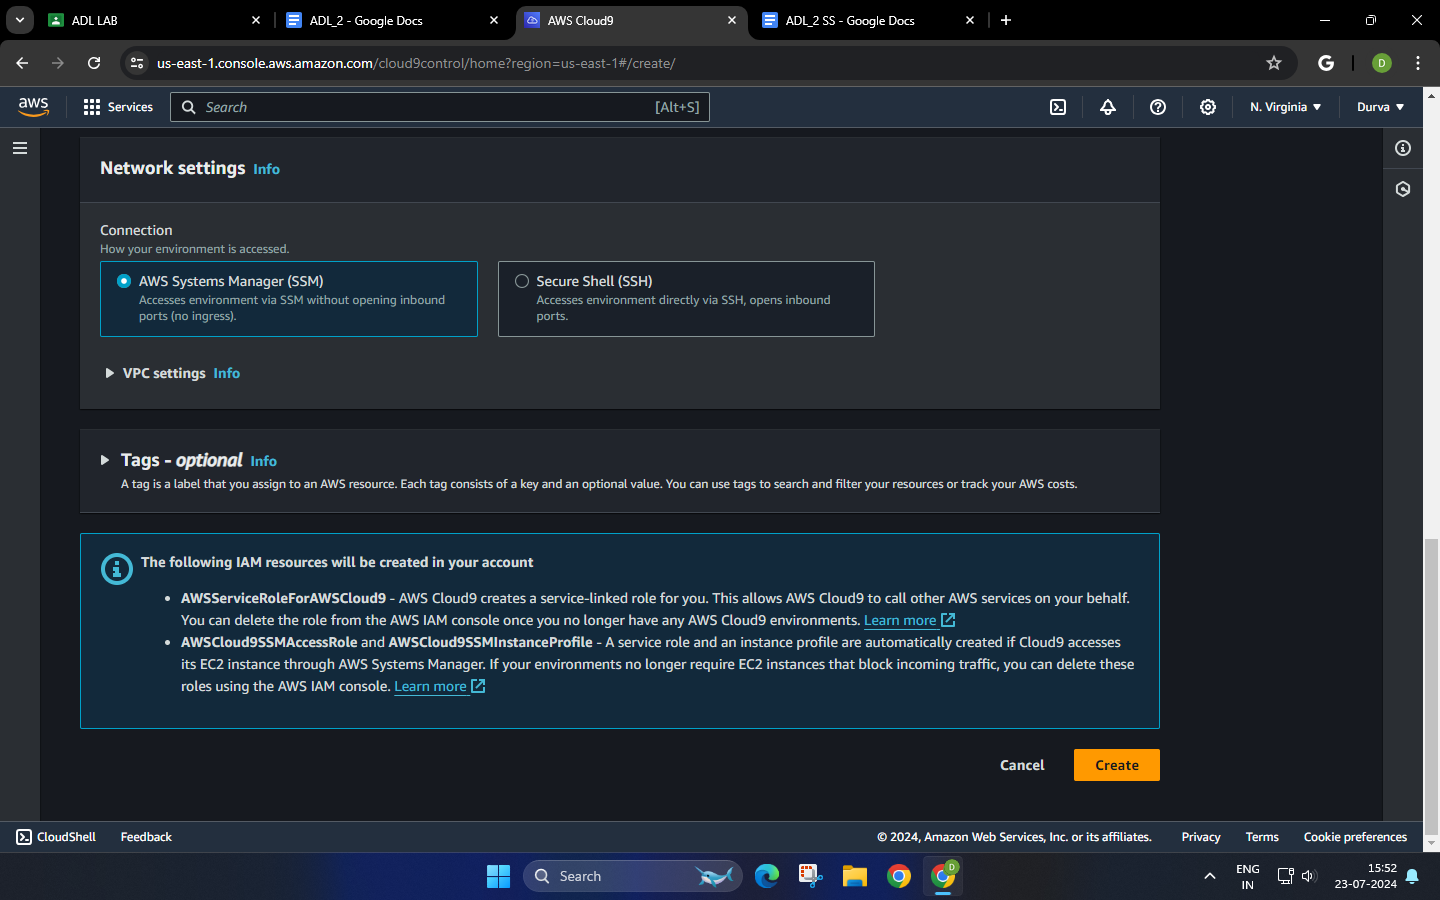 ADL LAB
ADL_2 - Google Docs
AWS Cloud9
ADL_2 SS - Google Docs
us-east-1.console.aws.amazon.com/cloud9control/home?region=us-east-1#/create/
G
D
aws
Services
Search
[Alt+S]
N. Virginia
Durva
Network settings Info
Connection
How your environment is accessed.
AWS Systems Manager (SSM)
Accesses environment via SSM without opening inbound
ports (no ingress).
Secure Shell (SSH)
Accesses environment directly via SSH, opens inbound
ports.
VPC settings Info
Tags - optional Info
A tag is a label that you assign to an AWS resource. Each tag consists of a key and an optional value. You can use tags to search and filter your resources or track your AWS costs.
The following IAM resources will be created in your account
• AWSServiceRoleForAWSCloud9 - AWS Cloud9 creates a service-linked role for you. This allows AWS Cloud9 to call other AWS services on your behalf.
You can delete the role from the AWS IAM console once you no longer have any AWS Cloud9 environments. Learn more
• AWSCloud9SSMAccessRole and AWSCloud9SSMInstanceProfile - A service role and an instance profile are automatically created if Cloud9 accesses
its EC2 instance through AWS Systems Manager. If your environments no longer require EC2 instances that block incoming traffic, you can delete these
roles using the AWS IAM console. Learn more
Cancel
Create
CloudShell
Feedback
© 2024, Amazon Web Services, Inc. or its affiliates.
Privacy
Terms
Cookie preferences
Search
D
ENG
IN
15:52
23-07-2024